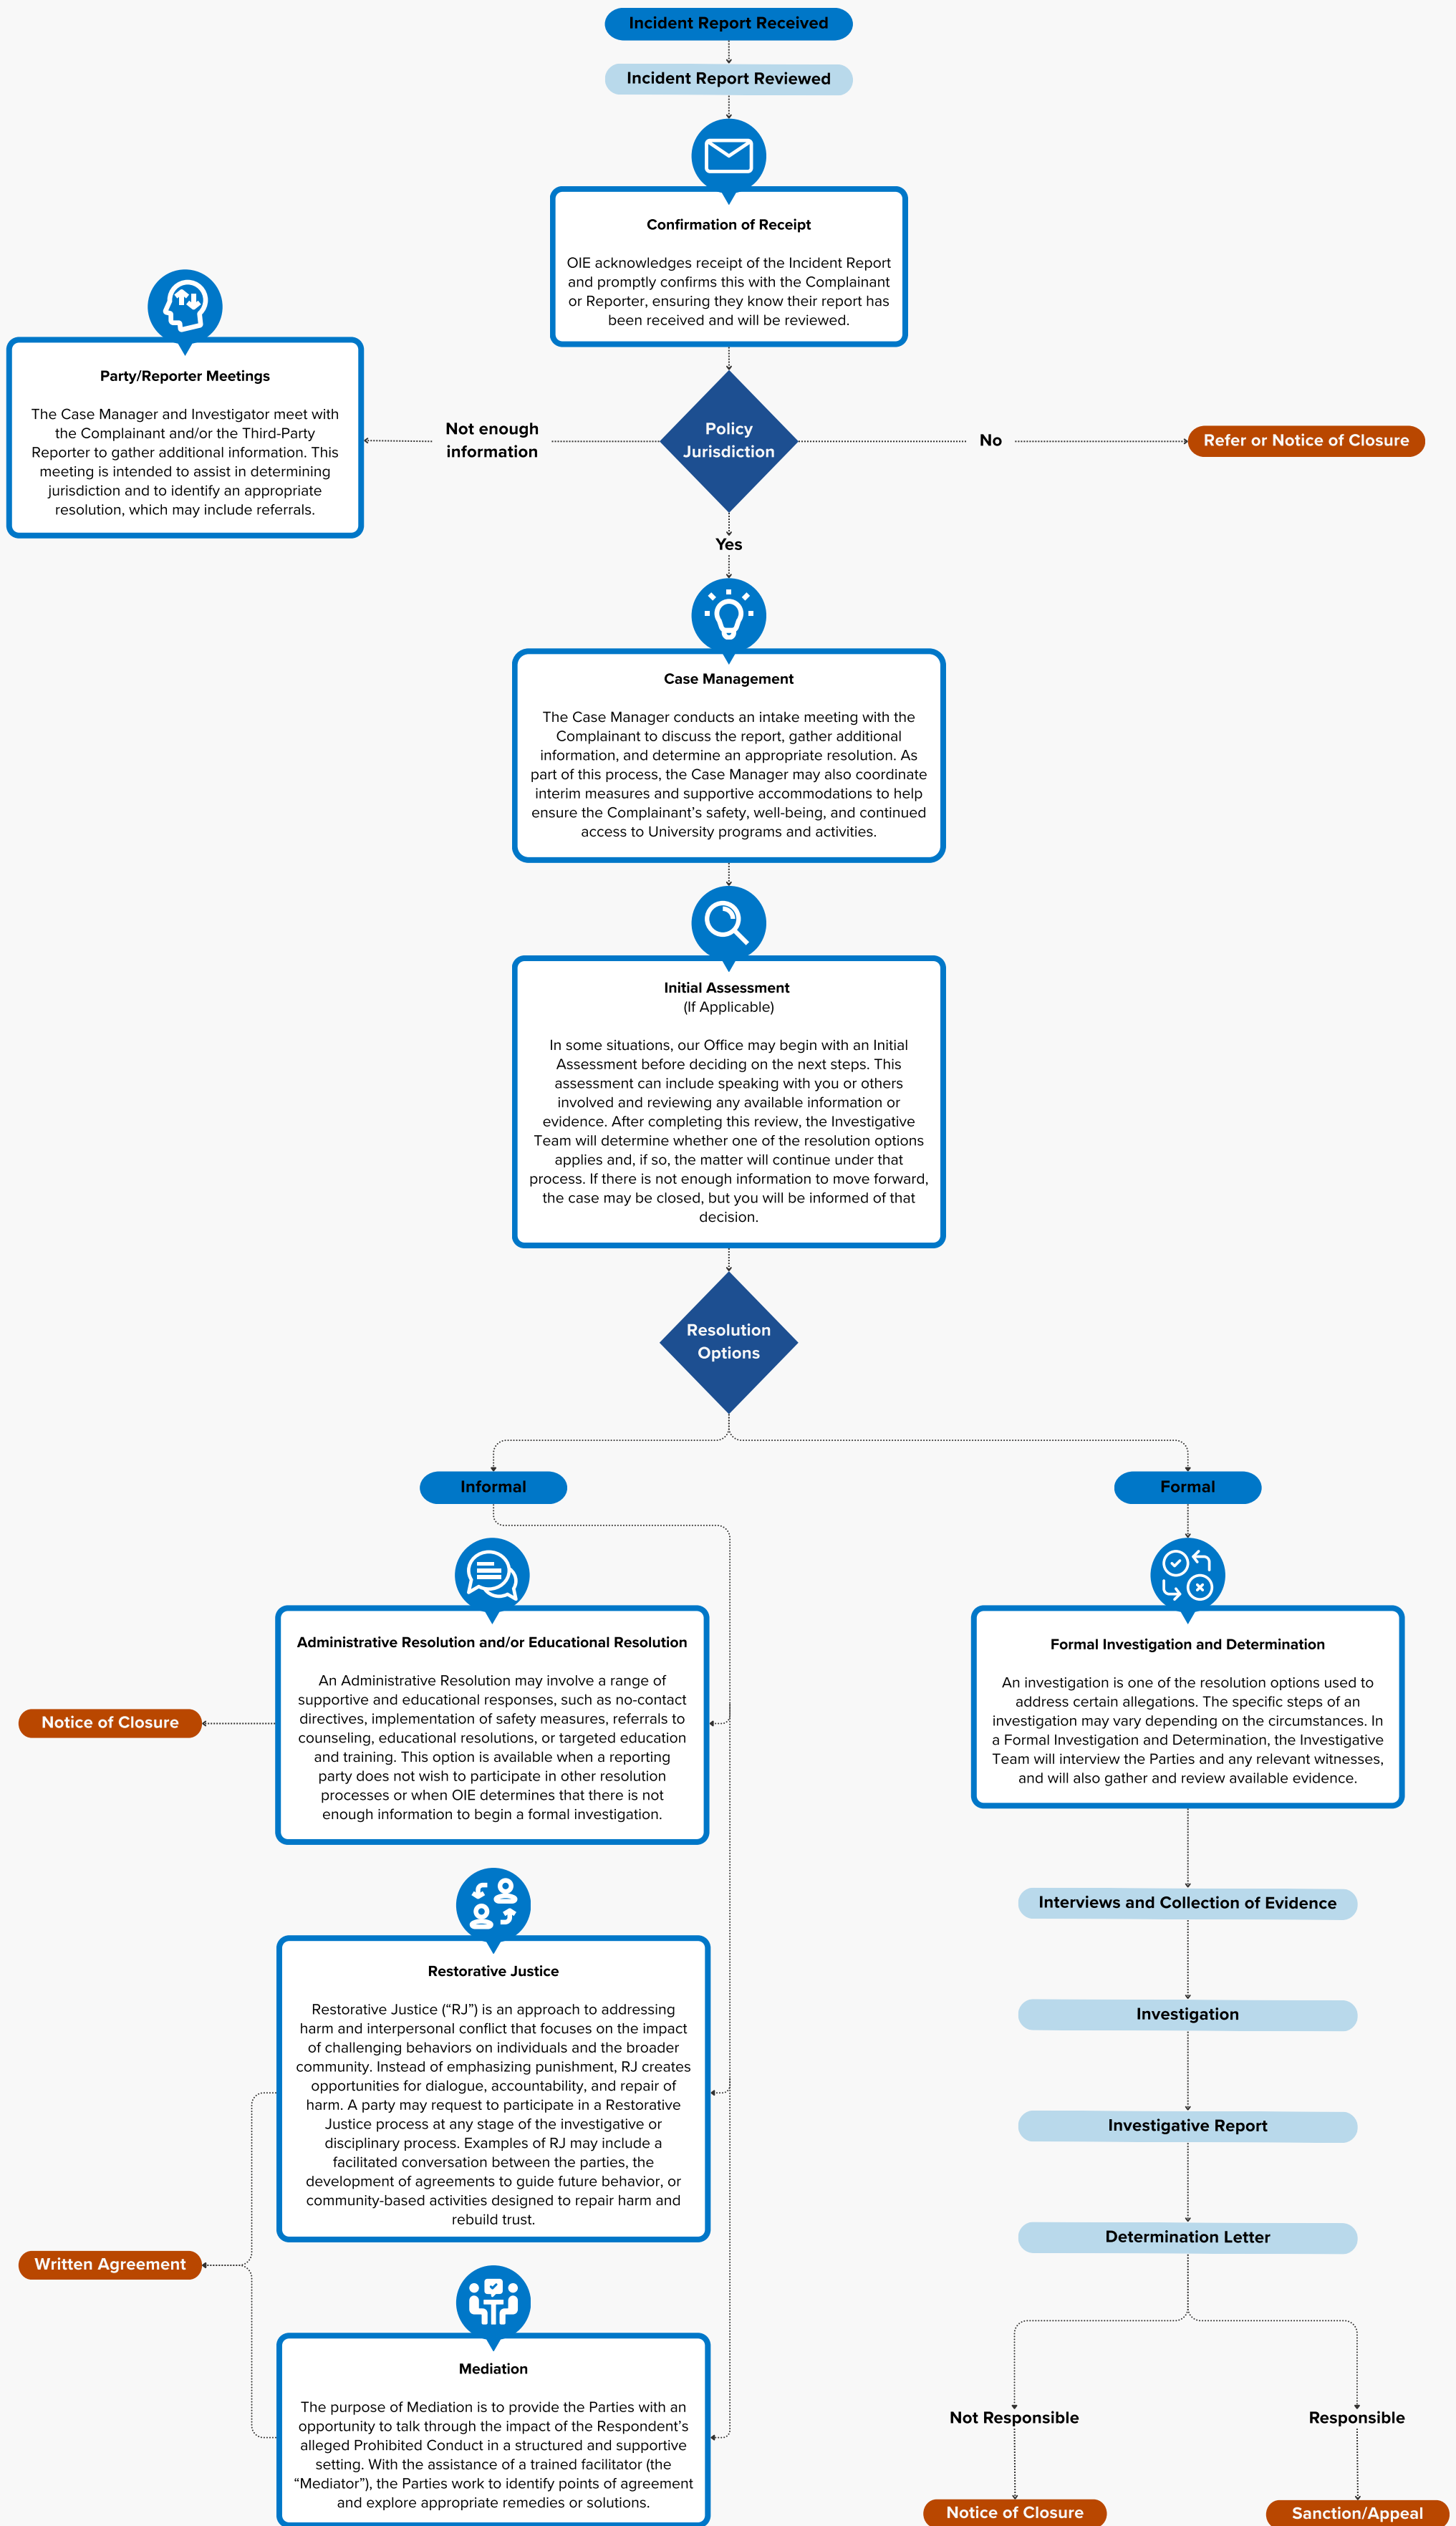 Incident Report Received
Incident Report Reviewed
Confirmation of Receipt
OIE acknowledges receipt of the Incident Report
and promptly confirms this with the Complainant
or Reporter, ensuring they know their report has
been received and will be reviewed.
Party/Reporter Meetings
The Case Manager and Investigator meet with
the Complainant and/or the Third-Party
Reporter to gather additional information. This
meeting is intended to assist in determining
jurisdiction and to identify an appropriate
resolution, which may include referrals.
Not enough
information
Policy
Jurisdiction
No
Refer or Notice of Closure
Yes
Case Management
The Case Manager conducts an intake meeting with the
Complainant to discuss the report, gather additional
information, and determine an appropriate resolution. As
part of this process, the Case Manager may also coordinate
interim measures and supportive accommodations to help
ensure the Complainant’s safety, well-being, and continued
access to University programs and activities.
Initial Assessment
(If Applicable)
In some situations, our Office may begin with an Initial
Assessment before deciding on the next steps. This
assessment can include speaking with you or others
involved and reviewing any available information or
evidence. After completing this review, the Investigative
Team will determine whether one of the resolution options
applies and, if so, the matter will continue under that
process. If there is not enough information to move forward,
the case may be closed, but you will be informed of that
decision.
Resolution
Options
Informal
Formal
Administrative Resolution and/or Educational Resolution
An Administrative Resolution may involve a range of
supportive and educational responses, such as no-contact
directives, implementation of safety measures, referrals to
counseling, educational resolutions, or targeted education
and training. This option is available when a reporting
party does not wish to participate in other resolution
processes or when OIE determines that there is not
enough information to begin a formal investigation.
Notice of Closure
Restorative Justice
Restorative Justice (“RJ”) is an approach to addressing
harm and interpersonal conflict that focuses on the impact
of challenging behaviors on individuals and the broader
community. Instead of emphasizing punishment, RJ creates
opportunities for dialogue, accountability, and repair of
harm. A party may request to participate in a Restorative
Justice process at any stage of the investigative or
disciplinary process. Examples of RJ may include a
facilitated conversation between the parties, the
development of agreements to guide future behavior, or
community-based activities designed to repair harm and
rebuild trust.
Written Agreement
Mediation
The purpose of Mediation is to provide the Parties with an
opportunity to talk through the impact of the Respondent’s
alleged Prohibited Conduct in a structured and supportive
setting. With the assistance of a trained facilitator (the
“Mediator”), the Parties work to identify points of agreement
and explore appropriate remedies or solutions.
Formal Investigation and Determination
An investigation is one of the resolution options used to
address certain allegations. The specific steps of an
investigation may vary depending on the circumstances. In
a Formal Investigation and Determination, the Investigative
Team will interview the Parties and any relevant witnesses,
and will also gather and review available evidence.
Interviews and Collection of Evidence
Investigation
Investigative Report
Determination Letter
Not Responsible
Responsible
Notice of Closure
Sanction/Appeal